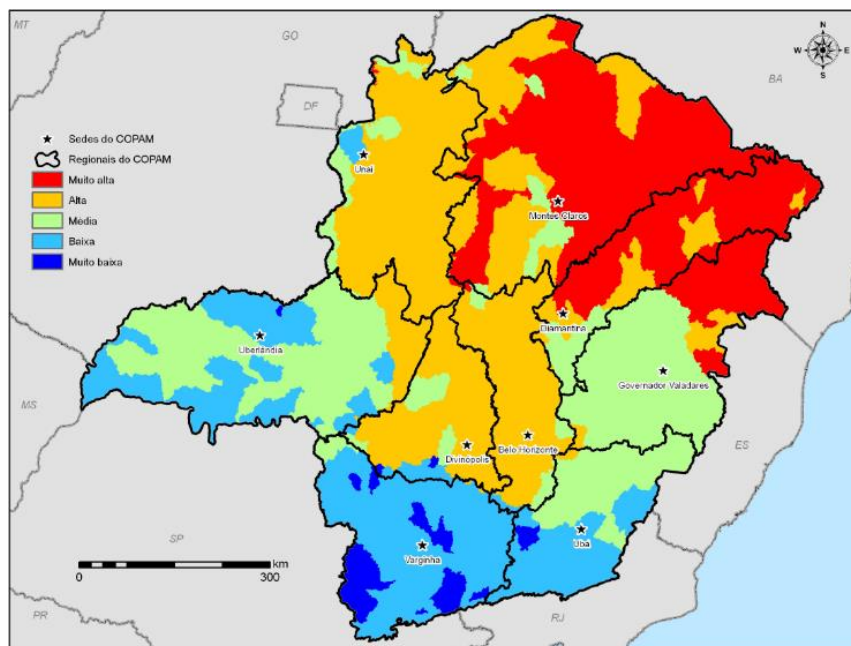 MT
GO
N
W E
S
BA
DF
Sedes do COPAM
Regionais do COPAM
Muito alta
Alta
Média
Baixa
Muito baixa
Unaí
Montes Claros
Diamantina
Uberlândia
Governador Valadares
MS
ES
Divinópolis
Belo Horizonte
Ubá
Varginha
SP
km
0 300
PR
RJ